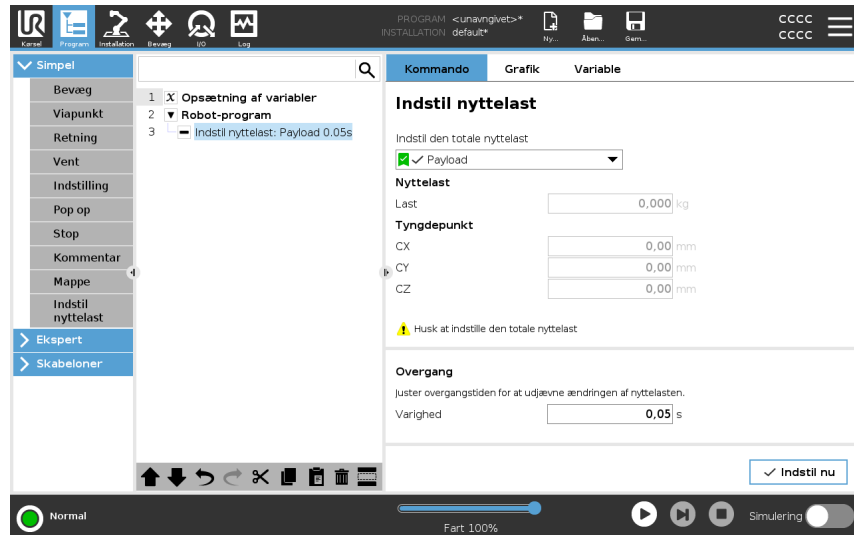 UR
Kørsel
Program
Installation
Bevæg
I/O
Log
PROGRAM <unavngivet>*
INSTALLATION default*
Ny...
Åben...
Gem...
cccc
cccc
Simpel
Bevæg
Viapunkt
Retning
Vent
Indstilling
Pop op
Stop
Kommentar
Mappe
Indstil
nyttelast
Ekspert
Skabeloner
1 X Opsætning af variabler
2 Robot-program
3 Indstil nyttelast: Payload 0.05s
Kommando
Grafik
Variable
Indstil nyttelast
Indstil den totale nyttelast
Payload
Nyttelast
Last 0,000 kg
Tyngdepunkt
CX 0,00 mm
CY 0,00 mm
CZ 0,00 mm
Husk at indstille den totale nyttelast
Overgang
Juster overgangstiden for at udjævne ændringen af nyttelasten.
Varighed 0,05 s
Indstil nu
Normal
Fart 100%
Simulering